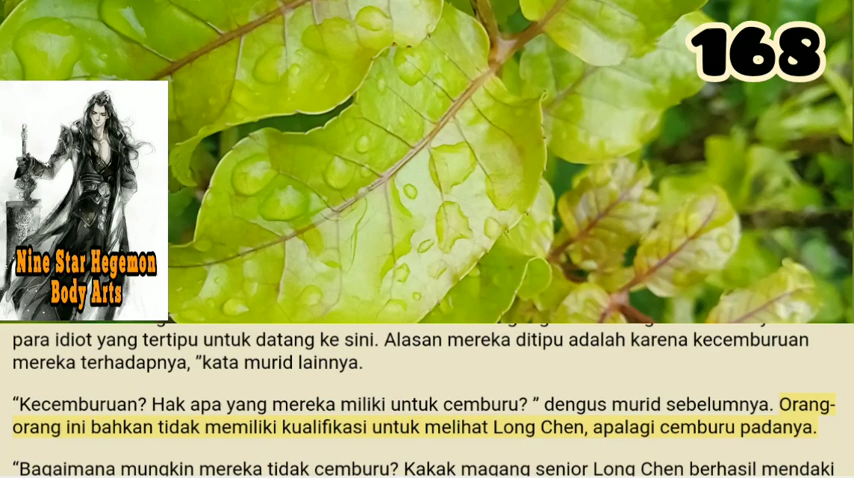 168
Nine Star Hegemon
Body Arts
para idiot yang tertipu untuk datang ke sini. Alasan mereka ditipu adalah karena kecemburuan
mereka terhadapnya, ”kata murid lainnya.
“Kecemburuan? Hak apa yang mereka miliki untuk cemburu? ” dengus murid sebelumnya. Orang-
orang ini bahkan tidak memiliki kualifikasi untuk melihat Long Chen, apalagi cemburu padanya.
“Bagaimana mungkin mereka tidak cemburu? Kakak magang senior Long Chen berhasil mendaki